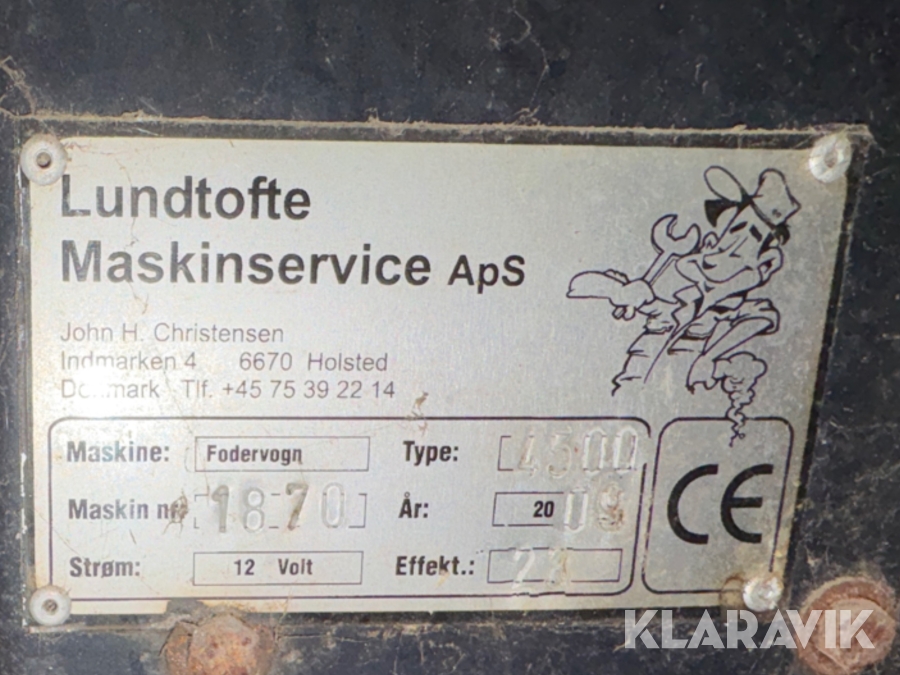 Lundtofte
Maskinservice ApS
John H. Christensen
Indmarken 4 6670 Holsted
Tlf. +45 75 39 22 14
Maskine: Fodervogn Type: 4500
Maskin nr: 1870 År: 20
Strøm: 12 Volt Effekt.:
CE
KLARAVIK